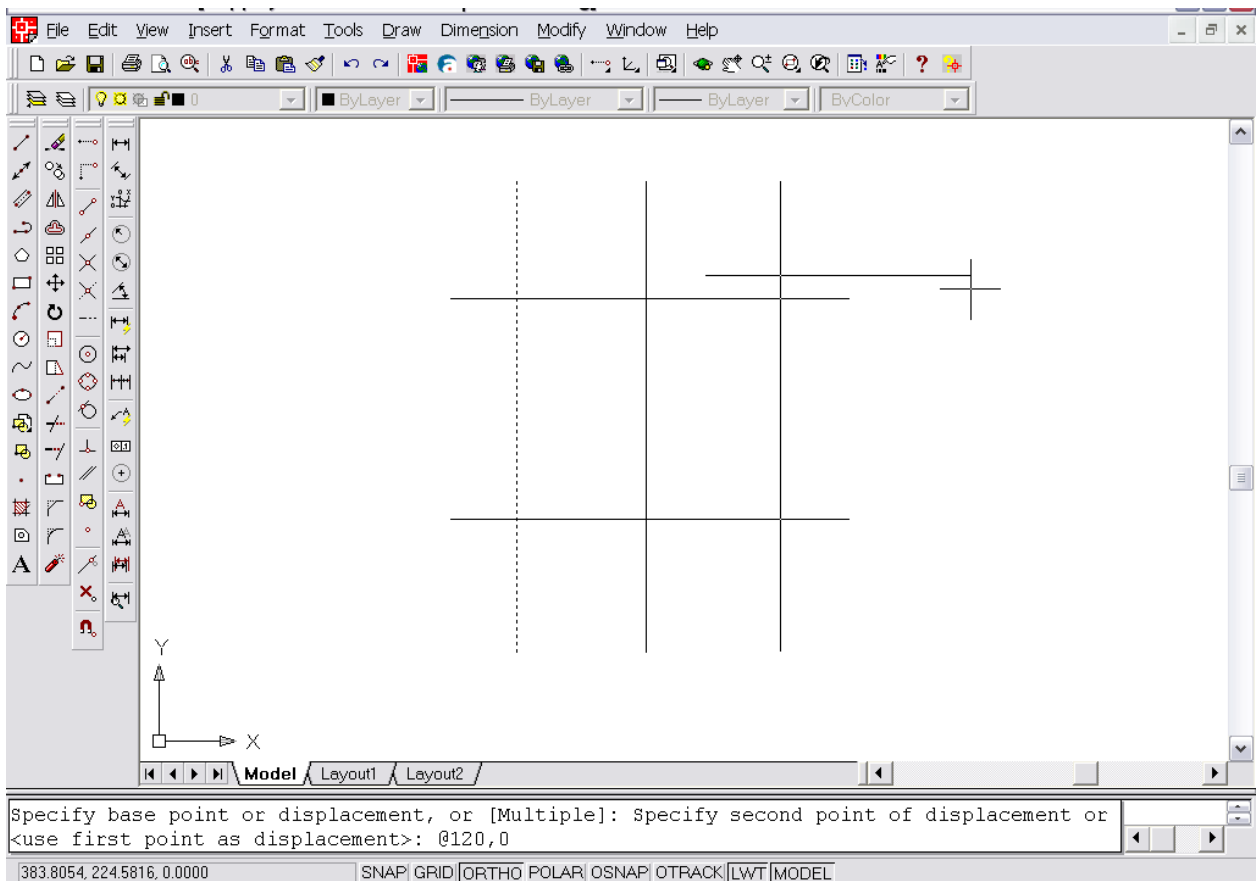 File Edit View Insert Format Tools Draw Dimension Modify Window Help
0 ByLayer ByLayer ByLayer ByColor
Y
X
Model Layout1 Layout2
Specify base point or displacement, or [Multiple]: Specify second point of displacement or
<use first point as displacement>: @120,0
383.8054, 224.5816, 0.0000 SNAP GRID ORTHO POLAR OSNAP OTRACK LWT MODEL